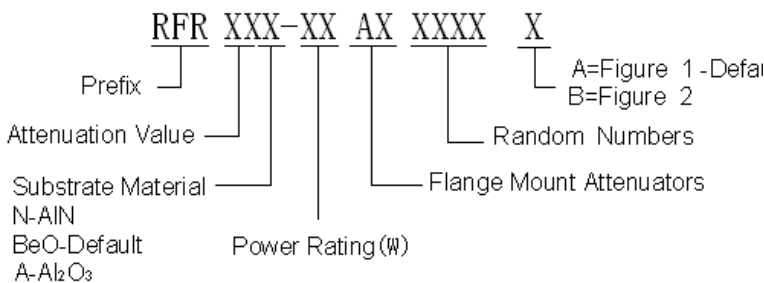 RFR XXX-XX AX XXXX X
Prefix
A=Figure 1-Defau
B=Figure 2
Attenuation Value
Random Numbers
Substrate Material
N-AlN
BeO-Default
A-Al₂O₃
Flange Mount Attenuators
Power Rating(W)